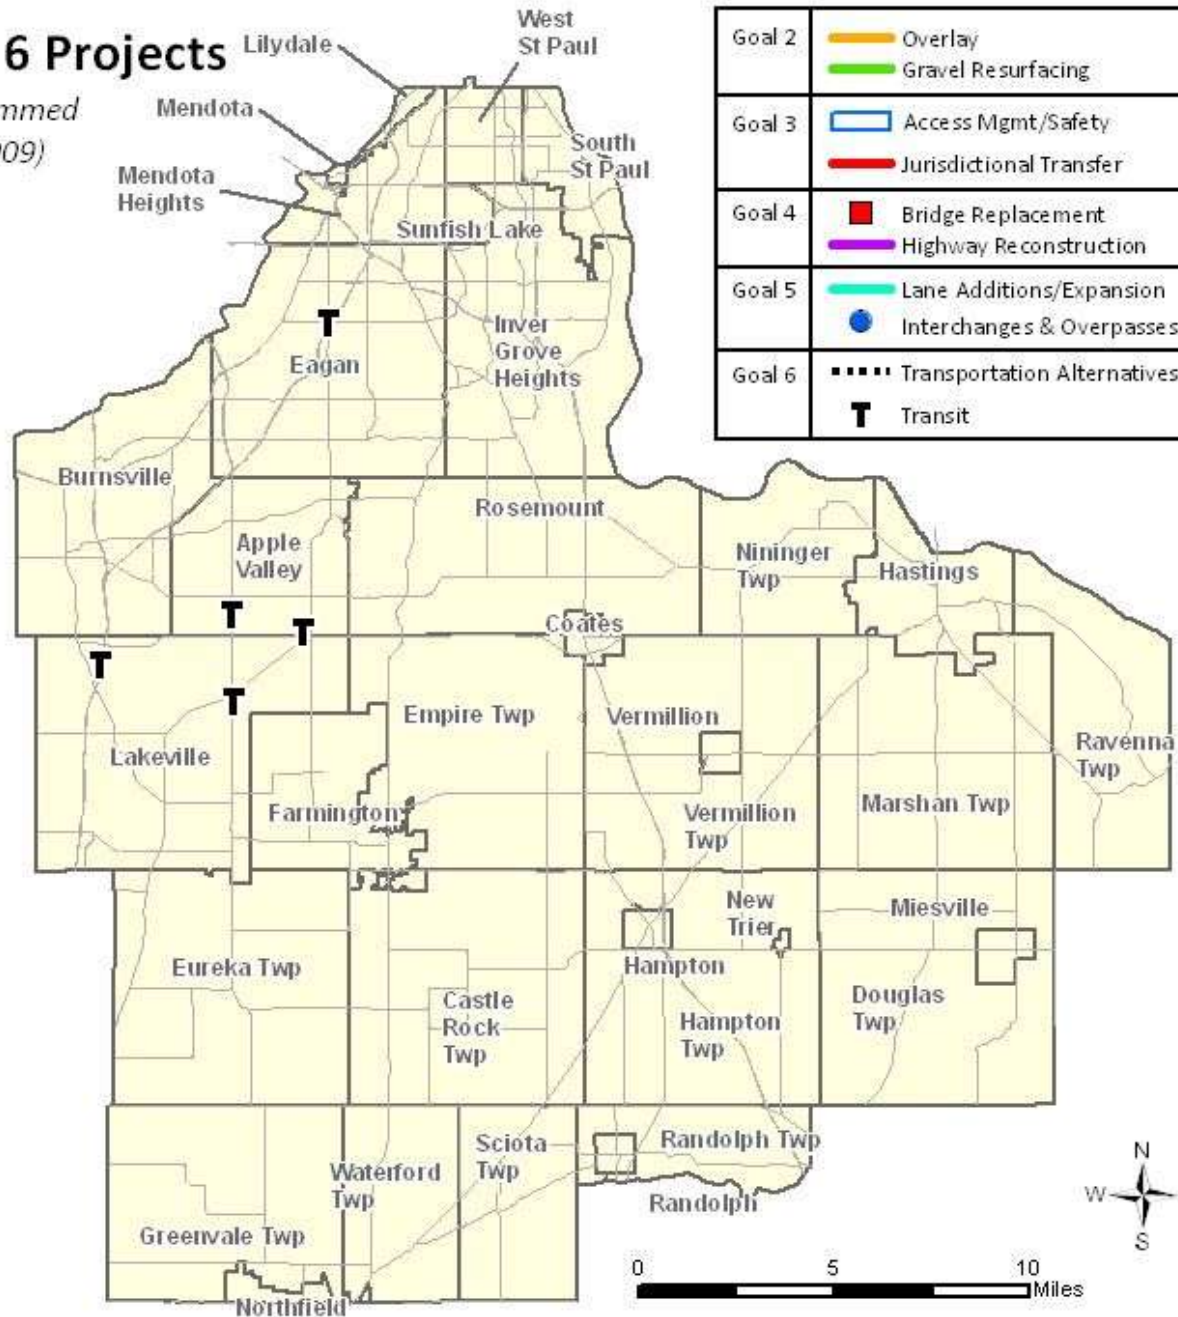 6 Projects
mmed
09)
Lilydale
West
St Paul
Mendota
South
St Paul
Mendota
Heights
Sunfish Lake
T
Inver
Grove
Heights
Eagan
Burnsville
Rosemount
Apple
Valley
Nininger
Twp
Hastings
T
T
Coates
T
T
Empire Twp
Vermillion
Lakeville
Ravenna
Twp
Farmington
Vermillion
Twp
Marshan Twp
New
Trier
Miesville
Eureka Twp
Hampton
Castle
Rock
Twp
Hampton
Twp
Douglas
Twp
Sciota
Twp
Randolph Twp
Waterford
Twp
Randolph
Greenvale Twp
Northfield
Goal 2
Overlay
Gravel Resurfacing
Goal 3
Access Mgmt/Safety
Jurisdictional Transfer
Goal 4
Bridge Replacement
Highway Reconstruction
Goal 5
Lane Additions/Expansion
Interchanges & Overpasses
Goal 6
Transportation Alternatives
T Transit
N
W
S
0 5 10
Miles